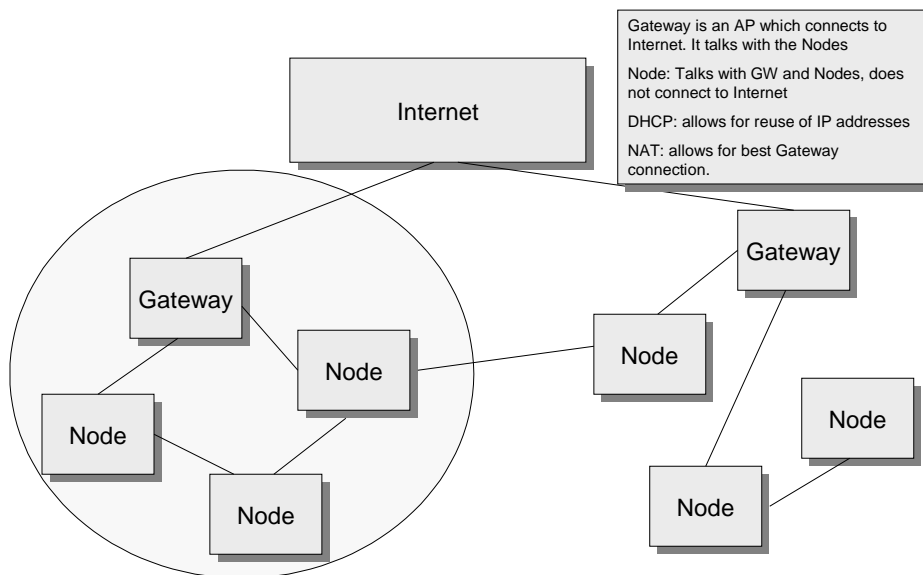 Gateway is an AP which connects to
Internet. It talks with the Nodes
Node: Talks with GW and Nodes, does
not connect to Internet
DHCP: allows for reuse of IP addresses
NAT: allows for best Gateway
connection.
Internet
Gateway
Gateway
Node
Node
Node
Node
Node
Node